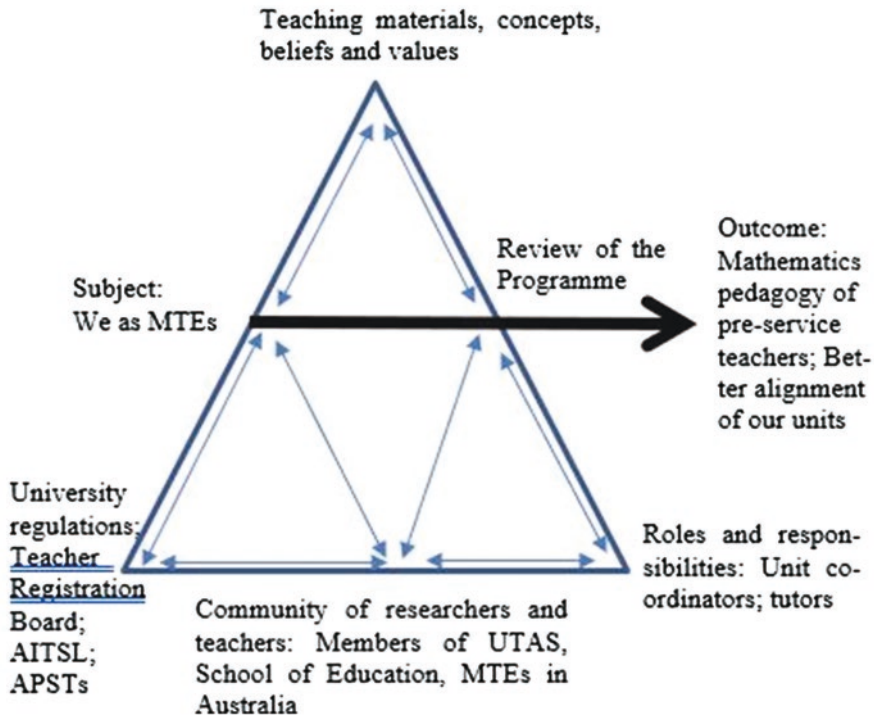 Teaching materials, concepts,
beliefs and values
Review of the
Programme
Outcome:
Mathematics
pedagogy of
pre-service
teachers; Bet-
ter alignment
of our units
Subject:
We as MTEs
University
regulations;
Teacher
Registration
Board;
AITSL;
APSTs
Community of researchers and
teachers: Members of UTAS,
School of Education, MTEs in
Australia
Roles and respon-
sibilities: Unit co-
ordinators; tutors